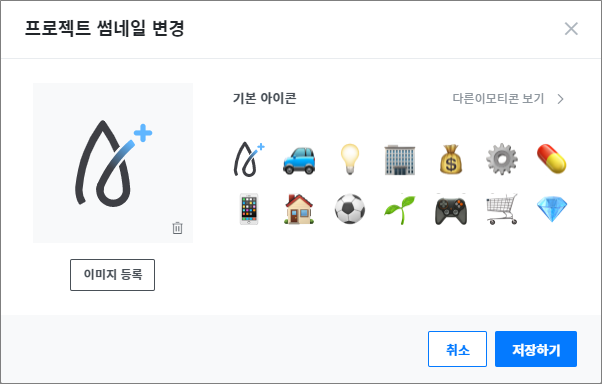 프로젝트 썸네일 변경
기본 아이콘
다른이모티콘 보기
이미지 등록
취소
저장하기